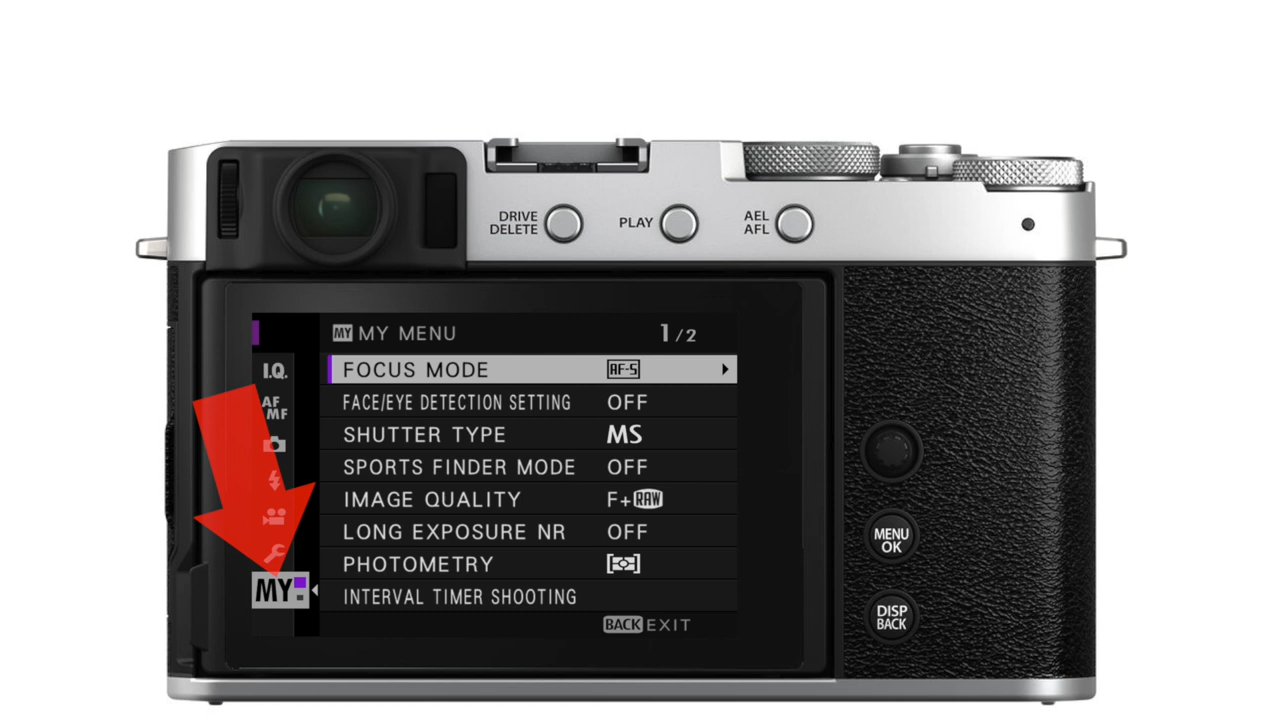 DRIVE
DELETE
PLAY
AEL
AFL
MY MY MENU 1/2
I.Q.
FOCUS MODE AF-S
AF
MF
FACE/EYE DETECTION SETTING OFF
SHUTTER TYPE MS
SPORTS FINDER MODE OFF
IMAGE QUALITY F+RAW
LONG EXPOSURE NR OFF
PHOTOMETRY
MY
INTERVAL TIMER SHOOTING
BACK EXIT
MENU
OK
DISP
BACK